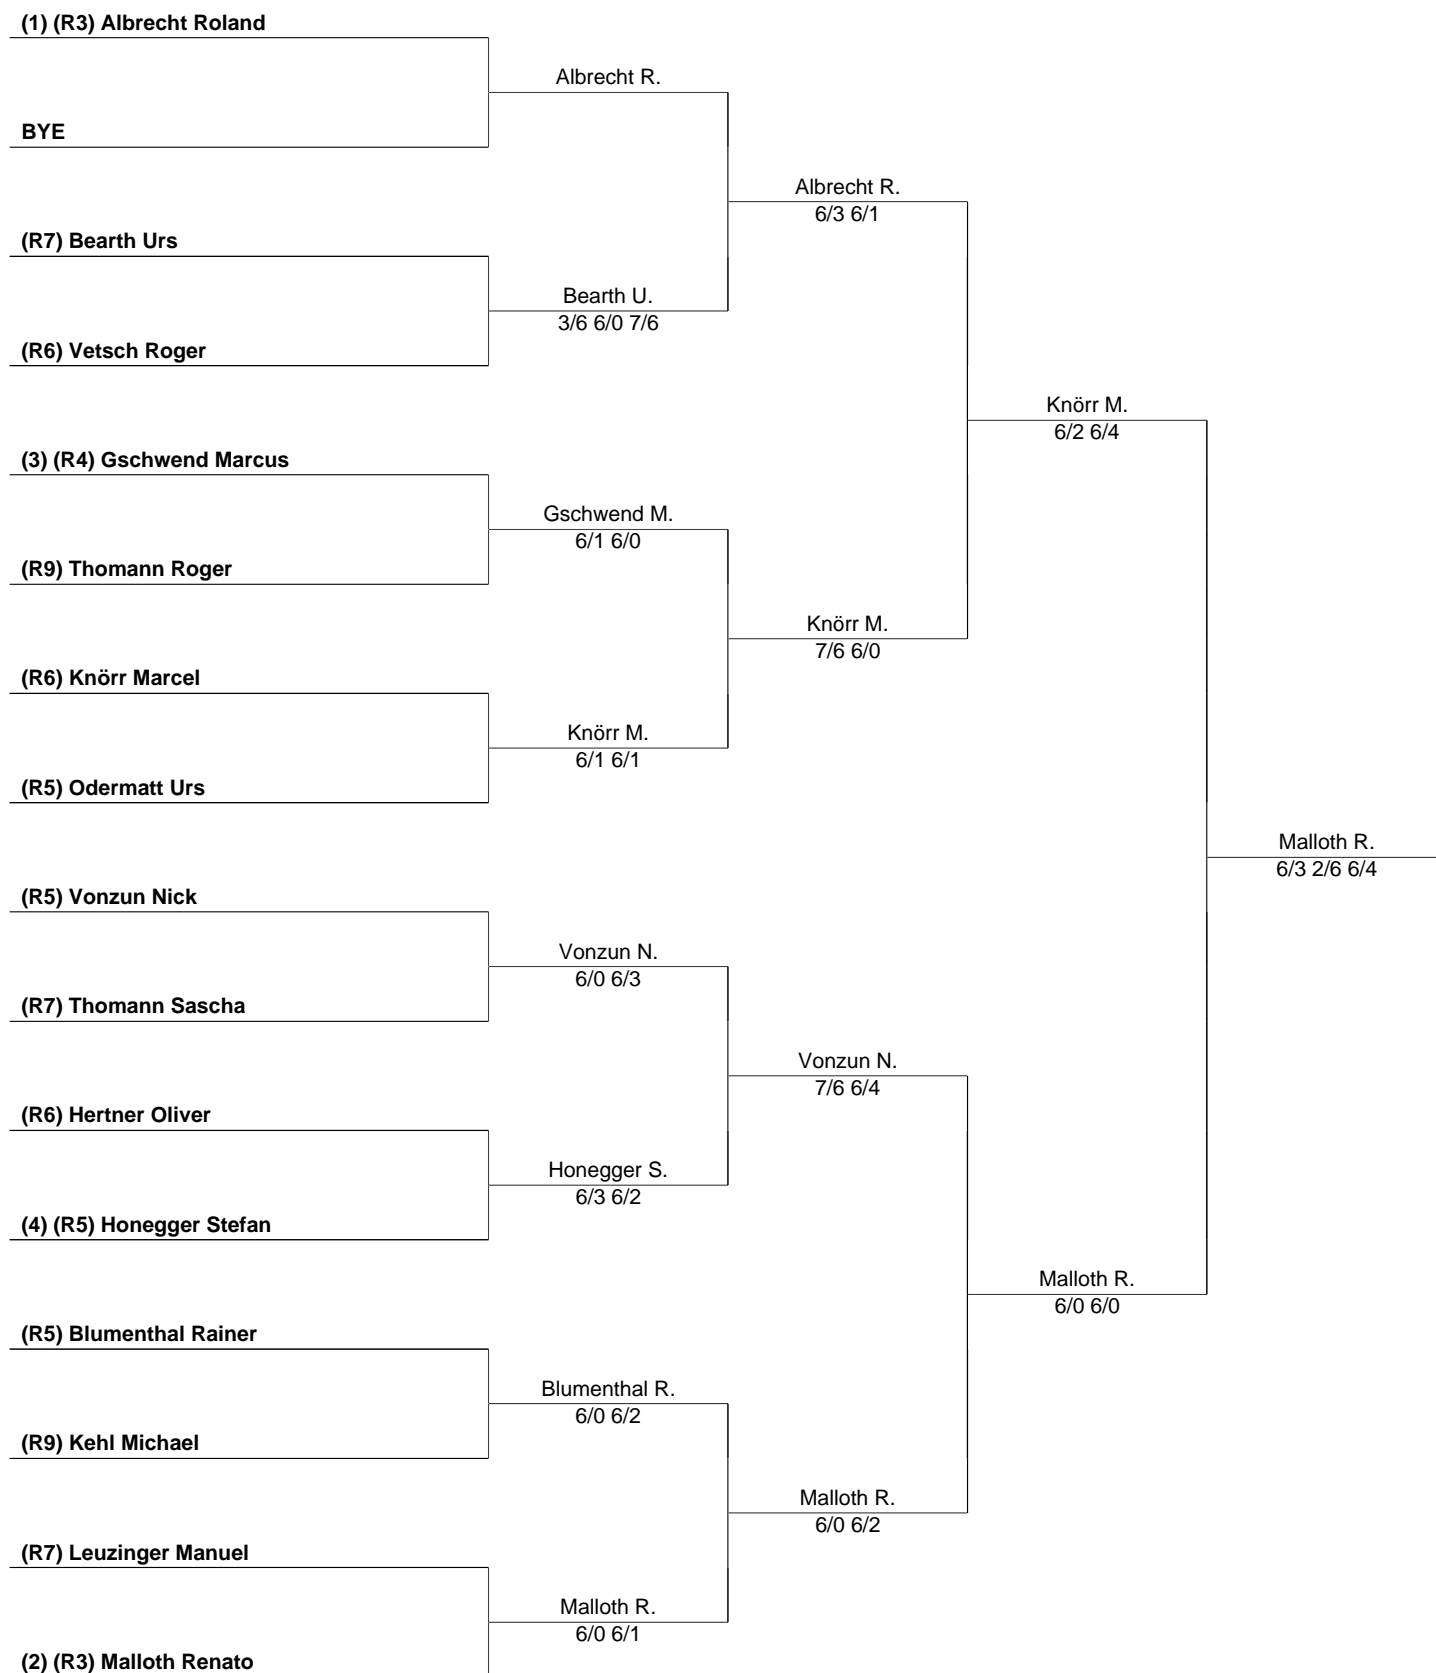 (1) (R3) Albrecht Roland
Albrecht R.
BYE
Albrecht R.
6/3 6/1
(R7) Bearth Urs
Bearth U.
3/6 6/0 7/6
(R6) Vetsch Roger
Knörr M.
6/2 6/4
(3) (R4) Gschwend Marcus
Gschwend M.
6/1 6/0
(R9) Thomann Roger
Knörr M.
7/6 6/0
(R6) Knörr Marcel
Knörr M.
6/1 6/1
(R5) Odermatt Urs
Malloth R.
6/3 2/6 6/4
(R5) Vonzun Nick
Vonzun N.
6/0 6/3
(R7) Thomann Sascha
Vonzun N.
7/6 6/4
(R6) Hertner Oliver
Honegger S.
6/3 6/2
(4) (R5) Honegger Stefan
Malloth R.
6/0 6/0
(R5) Blumenthal Rainer
Blumenthal R.
6/0 6/2
(R9) Kehl Michael
Malloth R.
6/0 6/2
(R7) Leuzinger Manuel
Malloth R.
6/0 6/1
(2) (R3) Malloth Renato